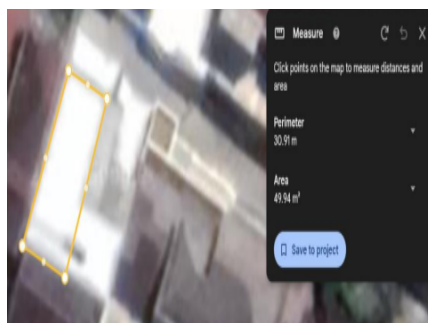 Measure
Click points on the map to measure distances and
area
Perimeter
30.91 m
Area
49.94 m²
Save to project